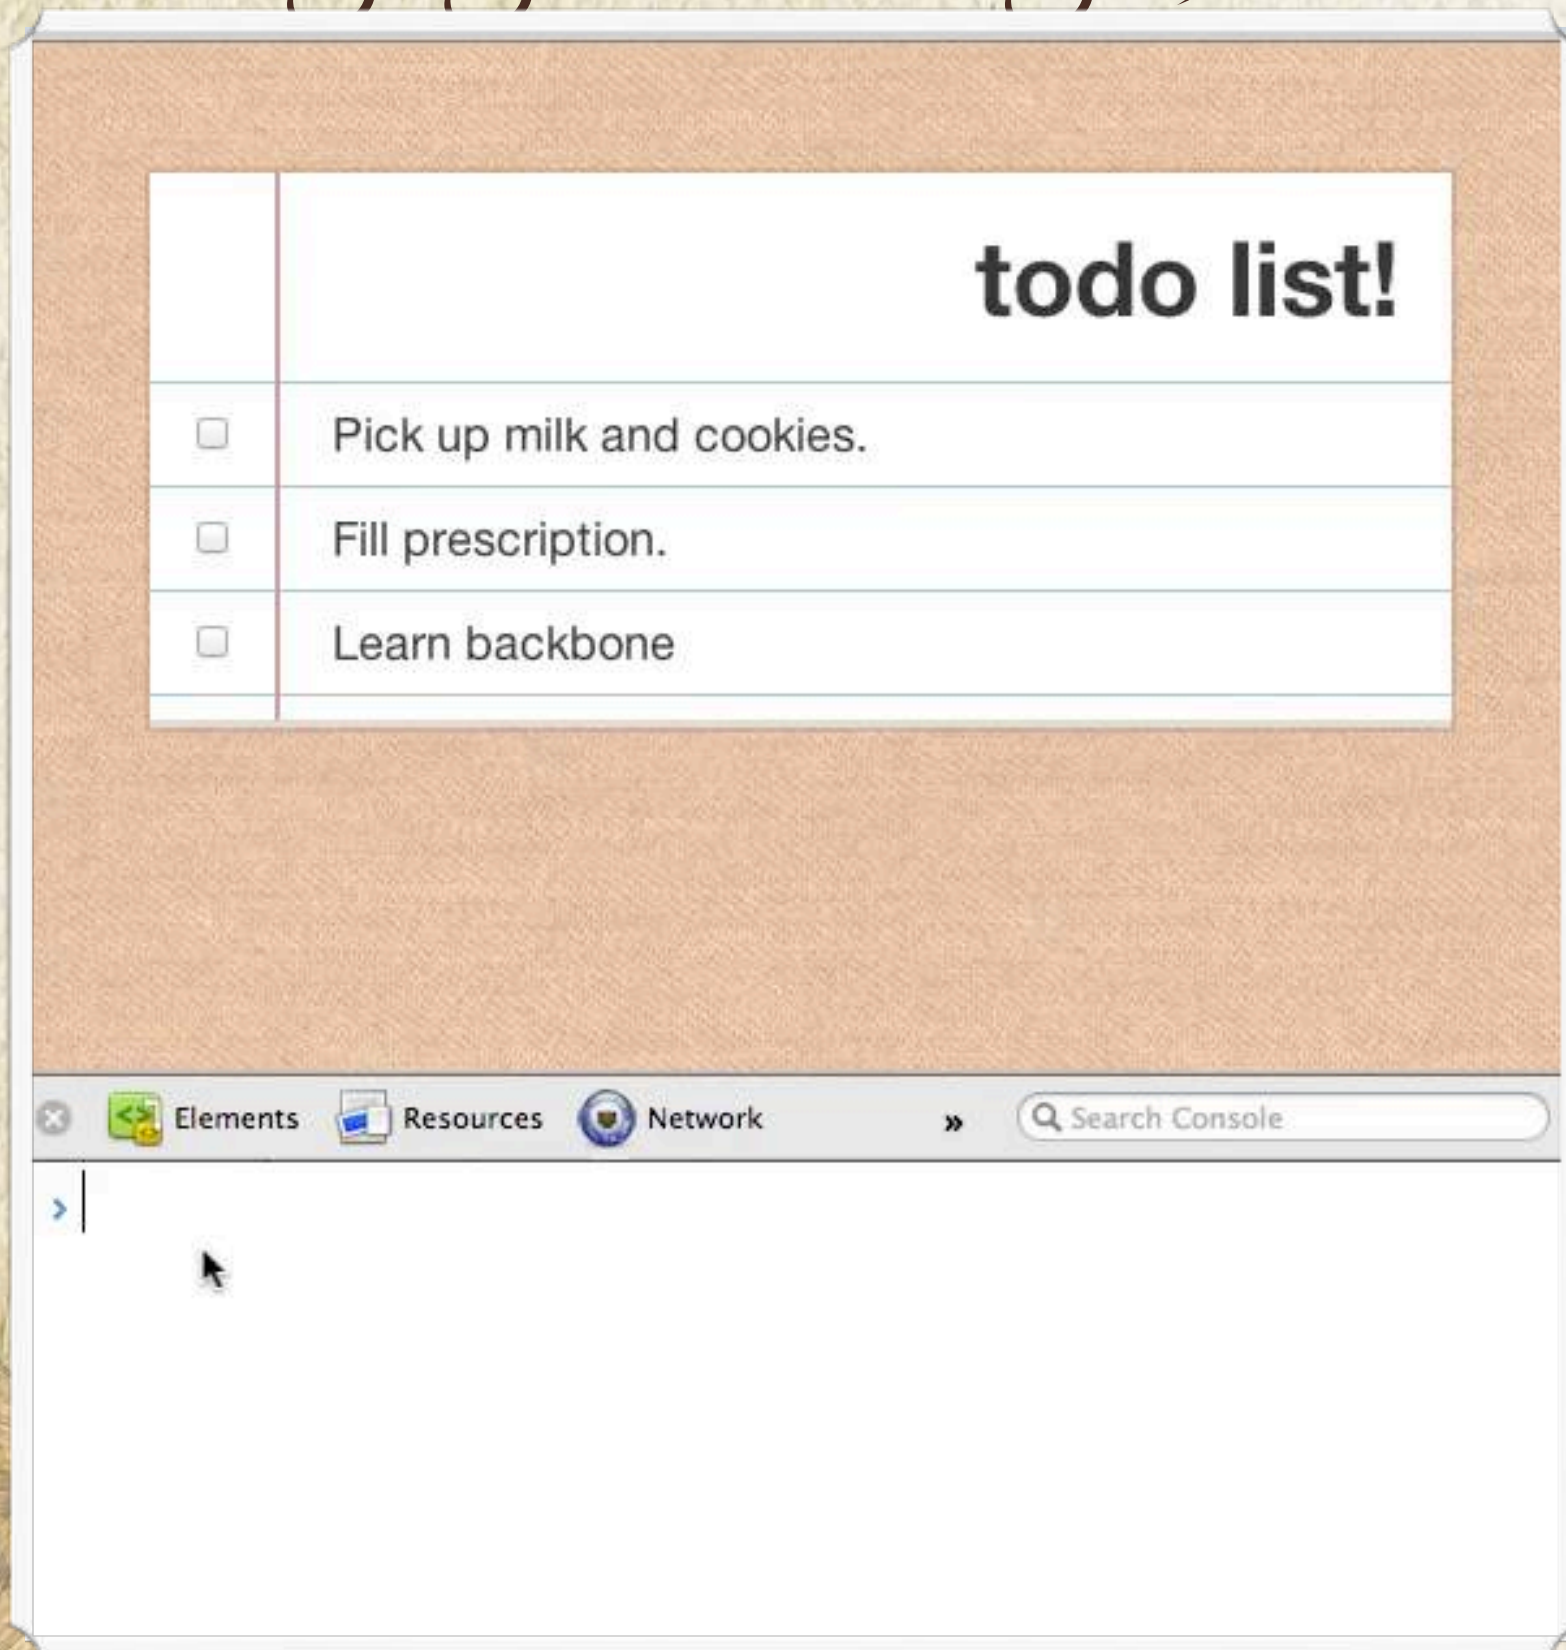 todo list!
Pick up milk and cookies.
Fill prescription.
Learn backbone
Elements Resources Network » Search Console
>